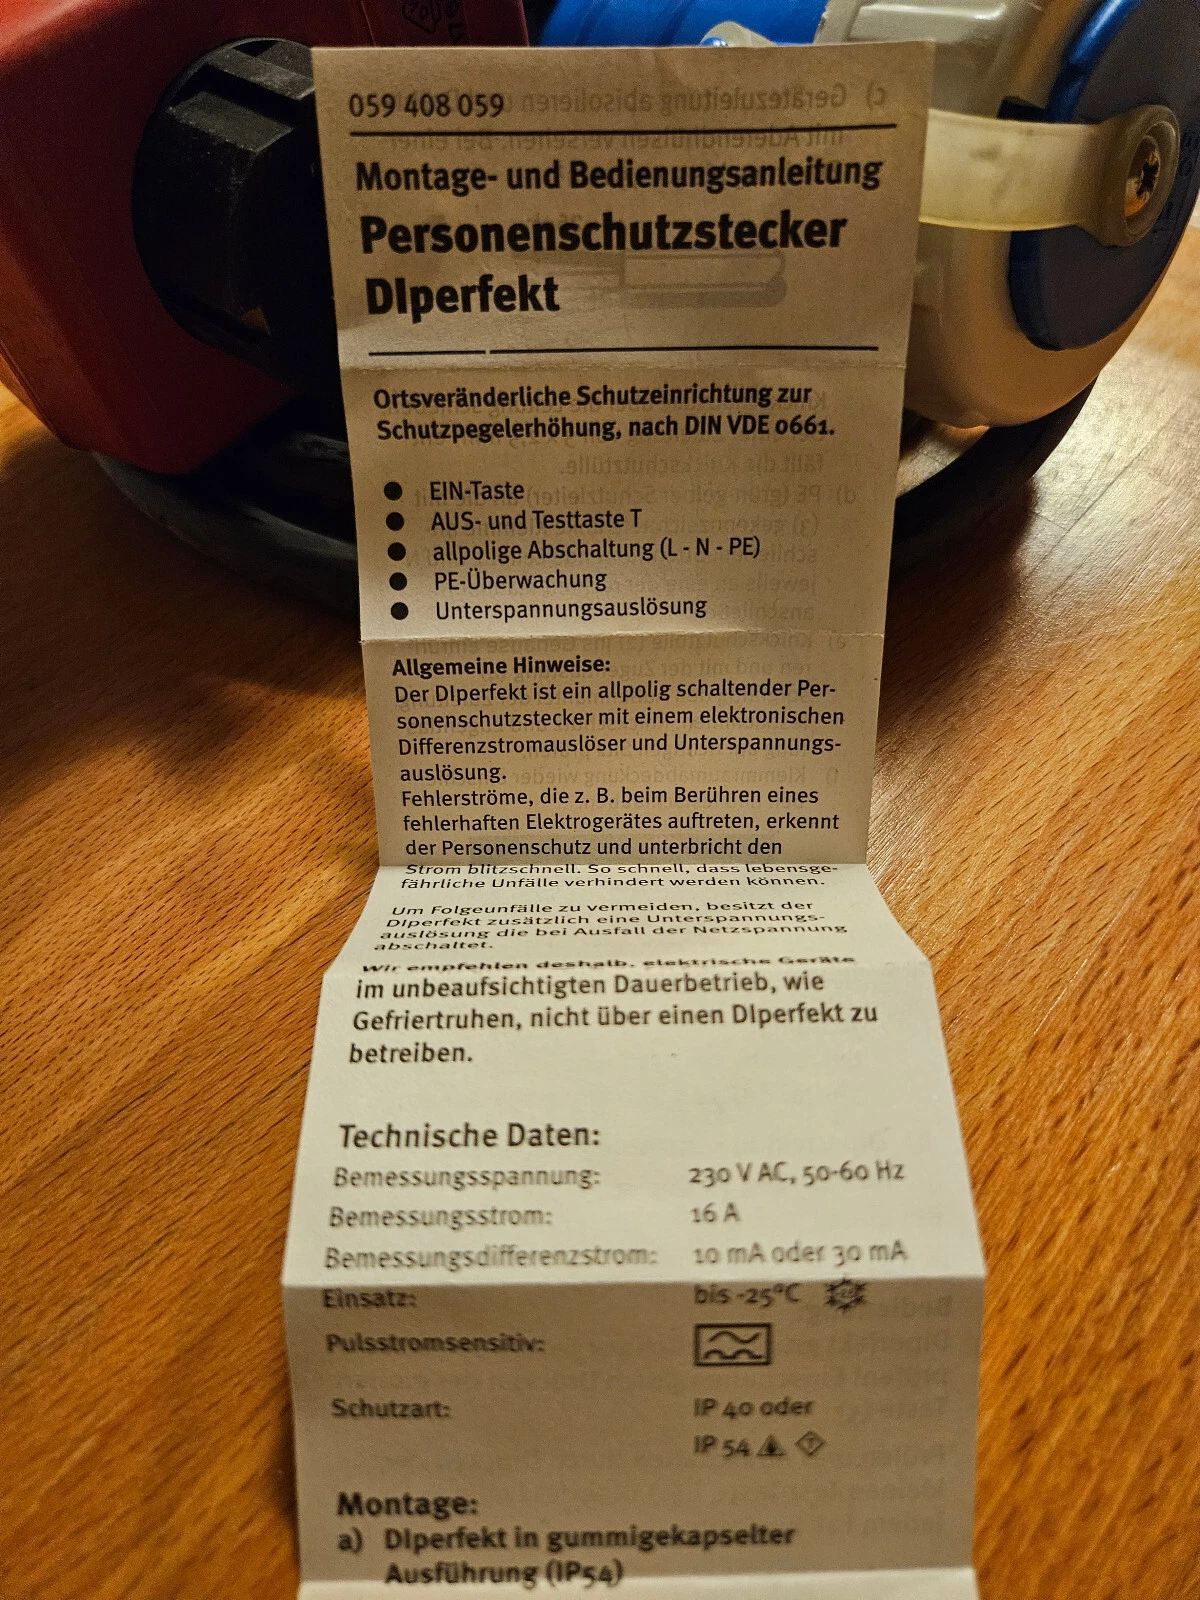 059 408 059
Montage- und Bedienungsanleitung
Personenschutzstecker
DIperfekt
Ortsveränderliche Schutzeinrichtung zur
Schutzpegelerhöhung, nach DIN VDE 0661.
● EIN-Taste
● AUS- und Testtaste T
● allpolige Abschaltung (L - N - PE)
● PE-Überwachung
● Unterspannungsauslösung
Allgemeine Hinweise:
Der DIperfekt ist ein allpolig schaltender Per-
sonenschutzstecker mit einem elektronischen
Differenzstromauslöser und Unterspannungs-
auslösung.
Fehlerströme, die z. B. beim Berühren eines
fehlerhaften Elektrogerätes auftreten, erkennt
der Personenschutz und unterbricht den
Strom blitzschnell. So schnell, dass lebensge-
fährliche Unfälle verhindert werden können.
Um Folgeunfälle zu vermeiden, besitzt der
DIperfekt zusätzlich eine Unterspannungs-
auslösung die bei Ausfall der Netzspannung
abschaltet.
Wir empfehlen deshalb, elektrische Geräte
im unbeaufsichtigten Dauerbetrieb, wie
Gefriertruhen, nicht über einen DIperfekt zu
betreiben.
Technische Daten:
Bemessungsspannung: 230 V AC, 50-60 Hz
Bemessungsstrom: 16 A
Bemessungsdifferenzstrom: 10 mA oder 30 mA
Einsatz: bis -25°C
Pulsstromsensitiv:
Schutzart: IP 40 oder
IP 54
Montage:
a) DIperfekt in gummigekapselter
Ausführung (IP54)